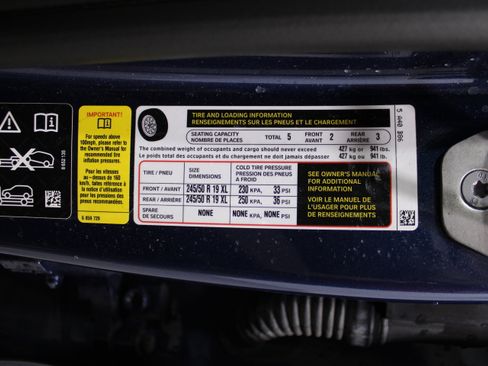 TIRE AND LOADING INFORMATION
RENSEIGNEMENTS SUR LES PNEUS ET LE CHARGEMENT
SEATING CAPACITY TOTAL 5 FRONT 2 REAR 3
NOMBRE DE PLACES AVANT ARRIÈRE
The combined weight of occupants and cargo should never exceed 427 kg or 941 lbs.
Le poids total des occupants et du chargement ne doit jamais dépasser 427 kg ou 941 lb.
TIRE / PNEU SIZE COLD TIRE PRESSURE
DIMENSIONS PRESSION DES PNEUS
A FROID
FRONT / AVANT 245/50 R 19 XL 230 KPA, 33 PSI
REAR / ARRIÈRE 245/50 R 19 XL 250 KPA, 36 PSI
SPARE NONE NONE KPA, NONE PSI
DE SECOURS
SEE OWNER'S MANUAL
FOR ADDITIONAL
INFORMATION
VOIR LE MANUEL DE
L'USAGER POUR PLUS
DE RENSEIGNEMENTS
IMPORTANT!
For speeds above
100mph, please refer to
the Owner's Manual for
recommended tire
inflation pressure
Pour les vitesses
au-dessus de 160
km/h, faites référence à
la notice d'utilisation
pour les pressions des
pneus recommandées.